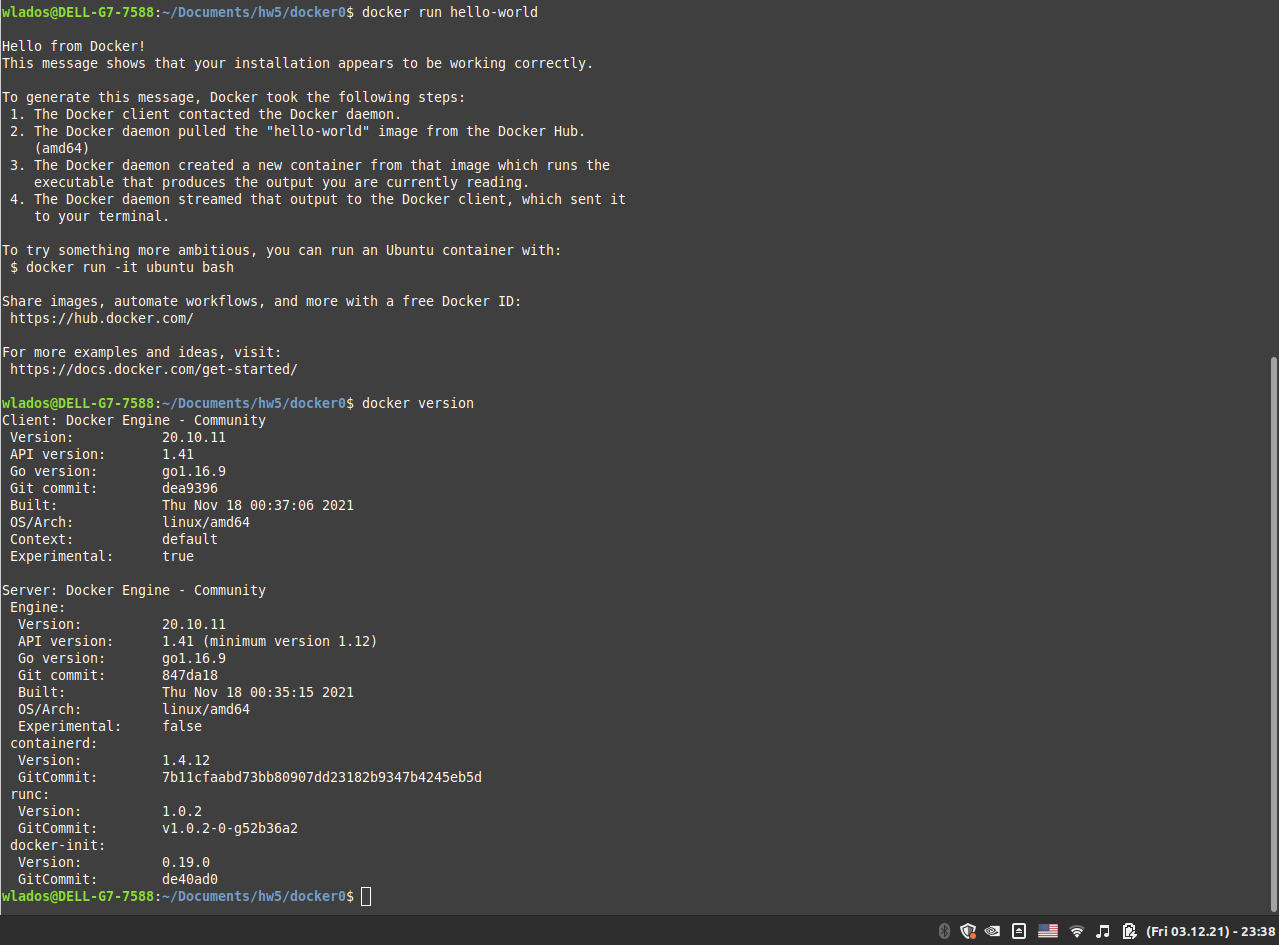 wlados@DELL-G7-7588:~/Documents/hw5/docker0$ docker run hello-world
Hello from Docker!
This message shows that your installation appears to be working correctly.
To generate this message, Docker took the following steps:
1. The Docker client contacted the Docker daemon.
2. The Docker daemon pulled the "hello-world" image from the Docker Hub.
(amd64)
3. The Docker daemon created a new container from that image which runs the
executable that produces the output you are currently reading.
4. The Docker daemon streamed that output to the Docker client, which sent it
to your terminal.
To try something more ambitious, you can run an Ubuntu container with:
$ docker run -it ubuntu bash
Share images, automate workflows, and more with a free Docker ID:
https://hub.docker.com/
For more examples and ideas, visit:
https://docs.docker.com/get-started/
wlados@DELL-G7-7588:~/Documents/hw5/docker0$ docker version
Client: Docker Engine - Community
Version: 20.10.11
API version: 1.41
Go version: go1.16.9
Git commit: dea9396
Built: Thu Nov 18 00:37:06 2021
OS/Arch: linux/amd64
Context: default
Experimental: true
Server: Docker Engine - Community
Engine:
Version: 20.10.11
API version: 1.41 (minimum version 1.12)
Go version: go1.16.9
Git commit: 847da18
Built: Thu Nov 18 00:35:15 2021
OS/Arch: linux/amd64
Experimental: false
containerd:
Version: 1.4.12
GitCommit: 7b11cfaabd73bb80907dd23182b9347b4245eb5d
runc:
Version: 1.0.2
GitCommit: v1.0.2-0-g52b36a2
docker-init:
Version: 0.19.0
GitCommit: de40ad0
wlados@DELL-G7-7588:~/Documents/hw5/docker0$
(Fri 03.12.21) - 23:38